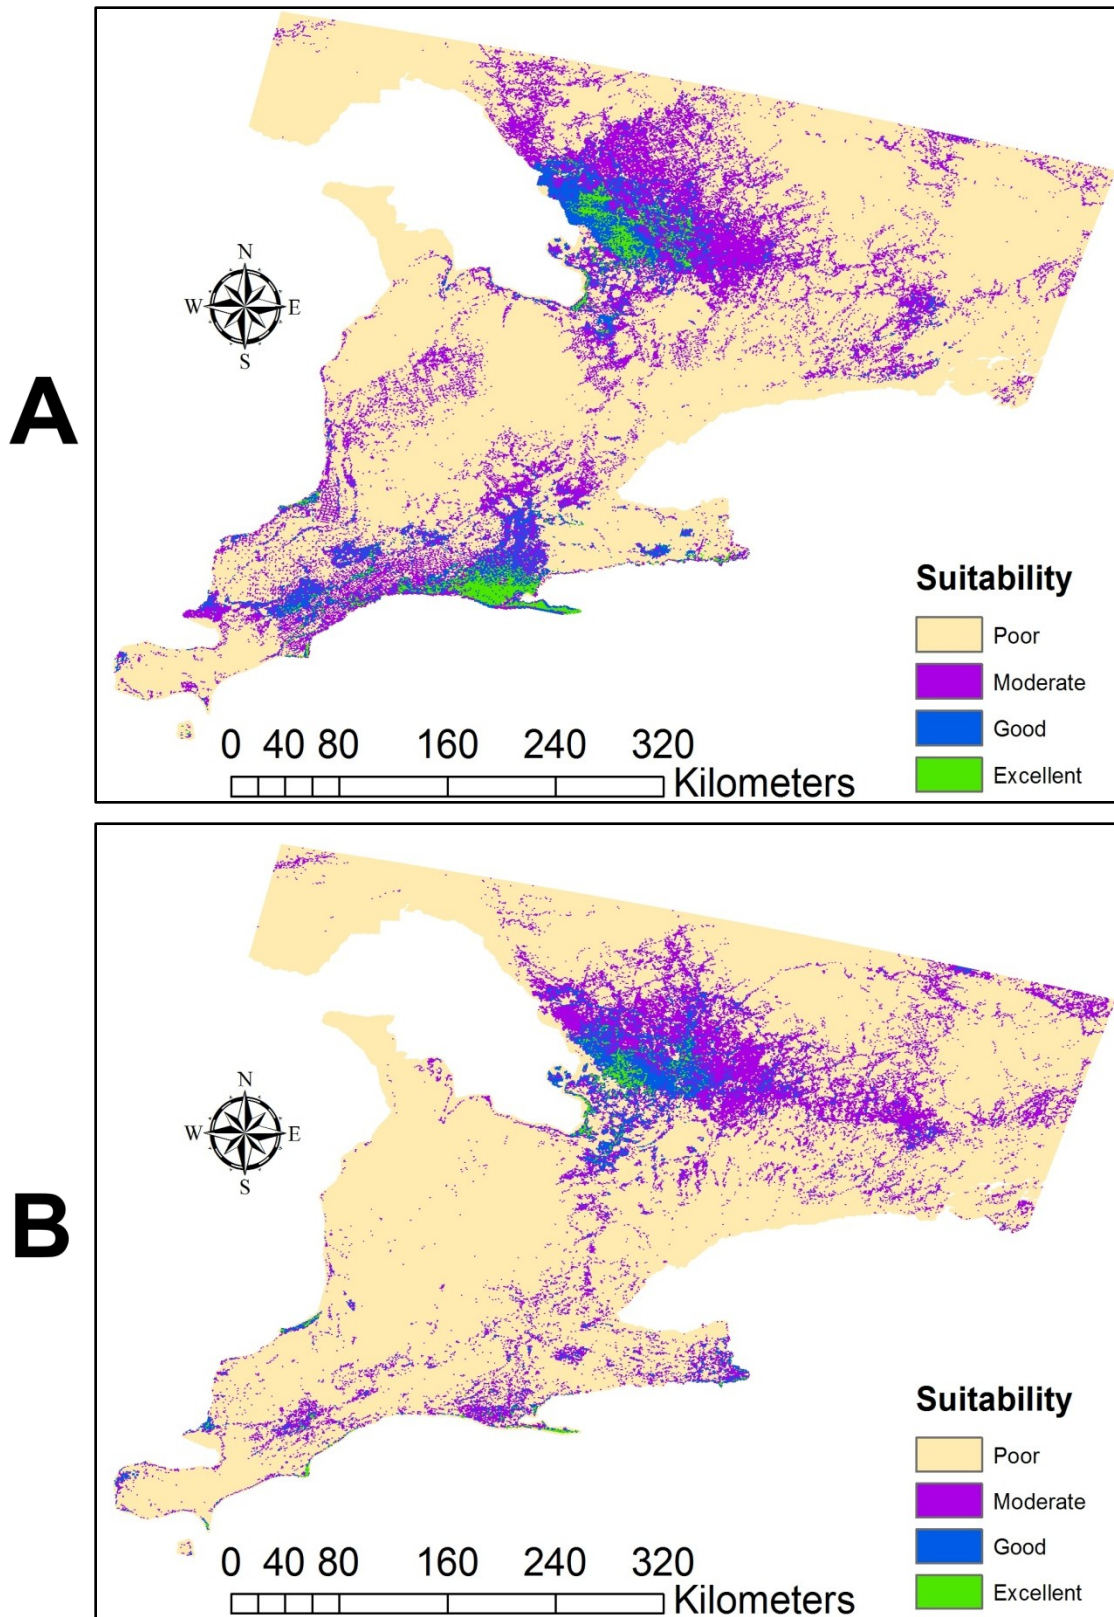 A
N
W E
S
Suitability
Poor
Moderate
Good
Excellent
0 40 80 160 240 320
Kilometers
B
N
W E
S
Suitability
Poor
Moderate
Good
Excellent
0 40 80 160 240 320
Kilometers